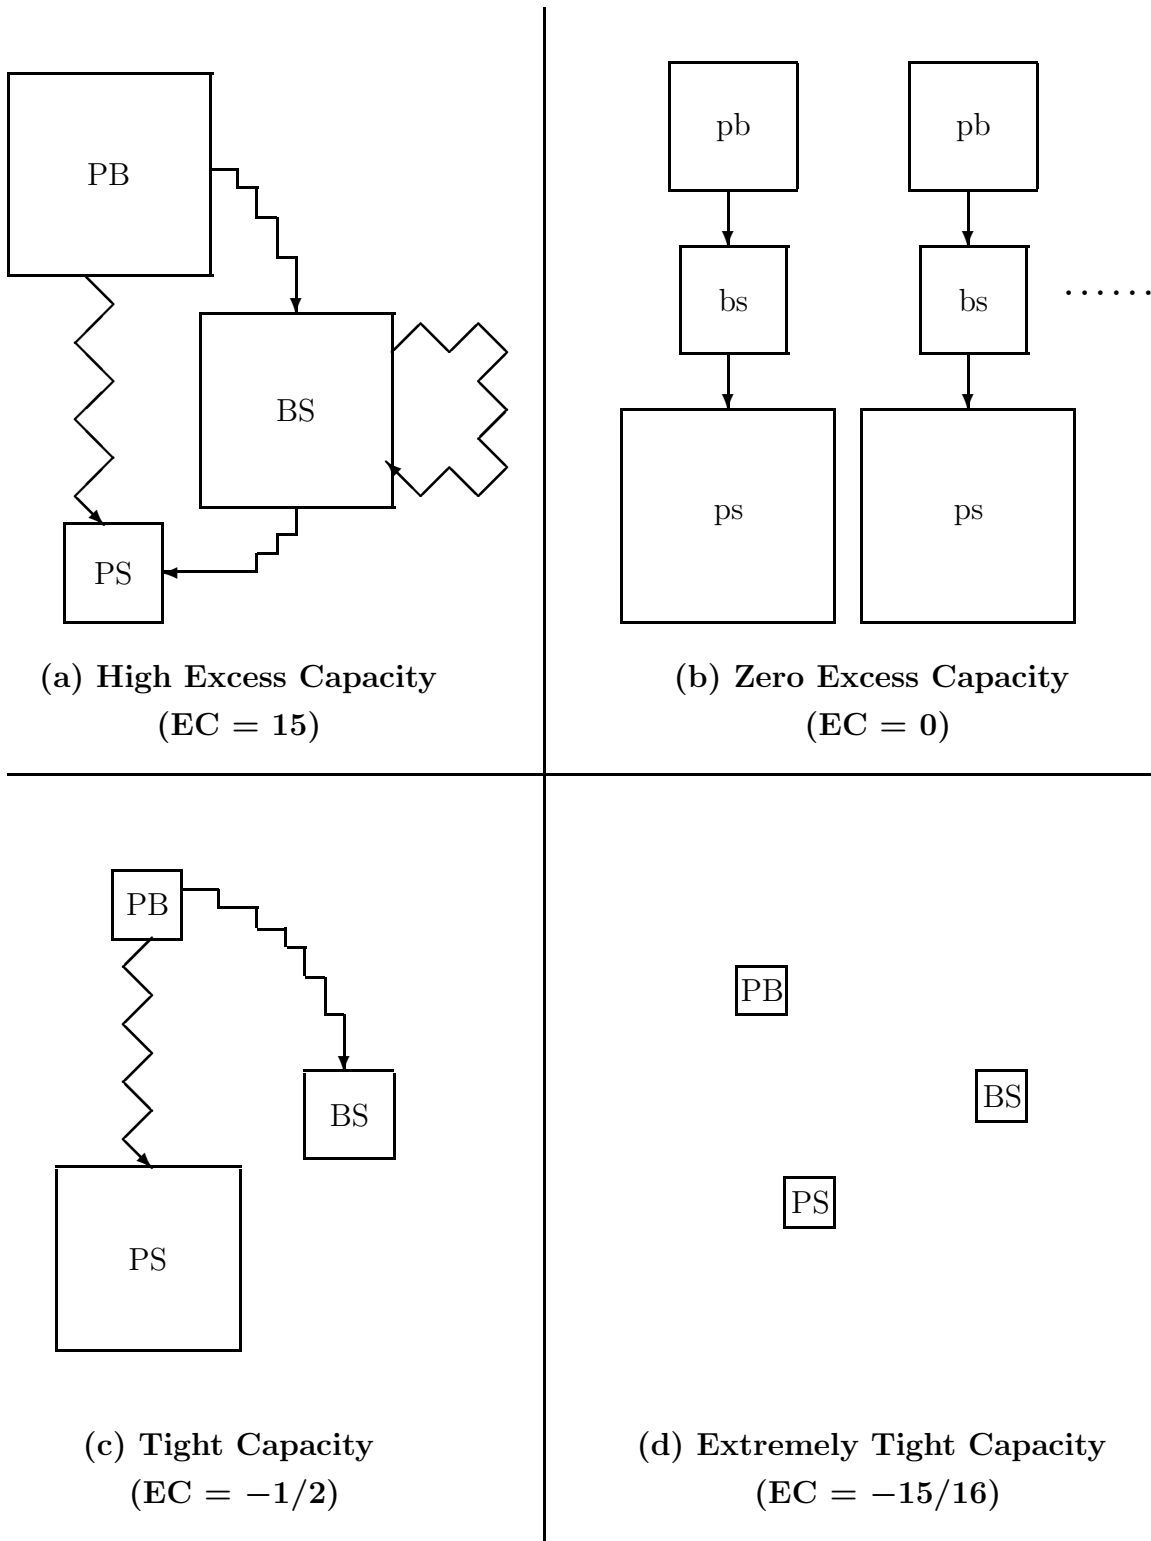 PB
BS
PS
(a) High Excess Capacity
(EC = 15)
pb
pb
bs
bs
......
ps
ps
(b) Zero Excess Capacity
(EC = 0)
PB
BS
PS
(c) Tight Capacity
(EC = −1/2)
PB
BS
PS
(d) Extremely Tight Capacity
(EC = −15/16)